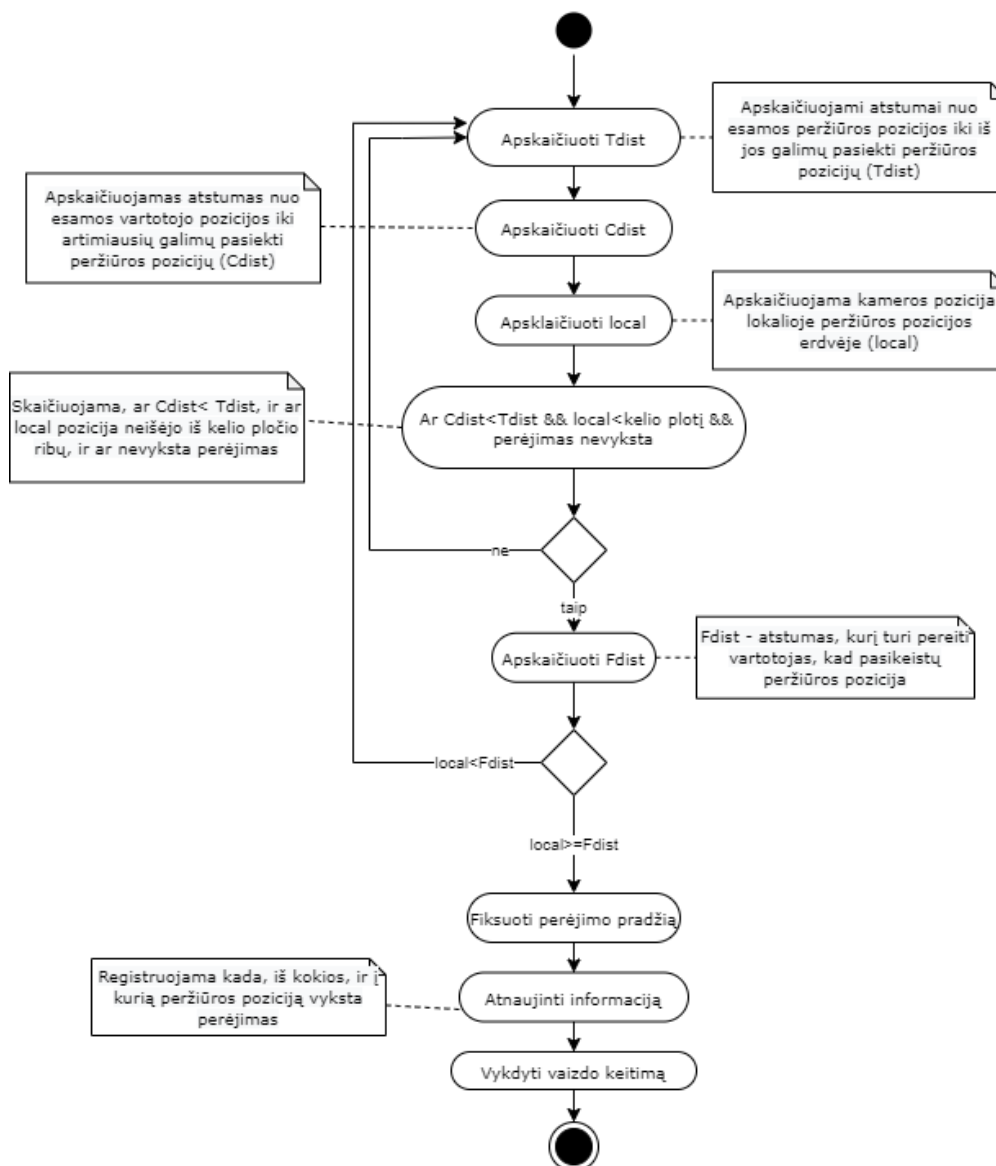 Apskaičiuoti Tdist
Apskaičiuojami atstumai nuo
esamos peržiūros pozicijos iki iš
jos galimų pasiekti peržiūros
pozicijų (Tdist)
Apskaičiuojamas atstumas nuo
esamos vartotojo pozicijos iki
artimiausių galimų pasiekti
peržiūros pozicijų (Cdist)
Apskaičiuoti Cdist
Apsklaičiuoti local
Apskaičiuojama kameros pozicija
lokalioje peržiūros pozicijos
erdvėje (local)
Skaičiuojama, ar Cdist< Tdist, ir ar
local pozicija neišėjo iš kelio pločio
ribų, ir ar nevyksta perėjimas
Ar Cdist<Tdist && local<kelio plotį &&
perėjimas nevyksta
ne
taip
Apskaičiuoti Fdist
Fdist - atstumas, kurį turi pereiti
vartotojas, kad pasikeistų
peržiūros pozicija
local<Fdist
local>=Fdist
Fiksuoti perėjimo pradžią
Registruojama kada, iš kokios, ir į
kurią peržiūros poziciją vyksta
perėjimas
Atnaujinti informaciją
Vykdyti vaizdo keitimą